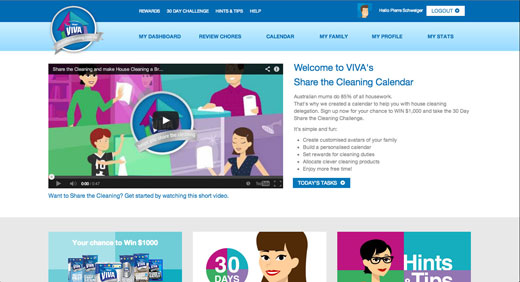 REWARDS 30 DAY CHALLENGE HINTS & TIPS HELP
Hello Pierre Schweiger
LOGOUT
VIVA
MY DASHBOARD REVIEW CHORES CALENDAR MY FAMILY MY PROFILE MY STATS
Share the Cleaning and make House Cleaning a Br...
0:00 / 0:47
YouTube
Want to Share the Cleaning? Get started by watching this short video.
Welcome to VIVA's
Share the Cleaning Calendar
Australian mums do 85% of all housework.
That's why we created a calendar to help you with house cleaning
delegation. Sign up now for your chance to WIN $1,000 and take the 30 Day
Share the Cleaning Challenge.
It's simple and fun:
Create customised avatars of your family
Build a personalised calendar
Set rewards for cleaning duties
Allocate clever cleaning products
Enjoy more free time!
TODAY'S TASKS
Your chance to Win $1000
30
DAYS
Hints
& Tips